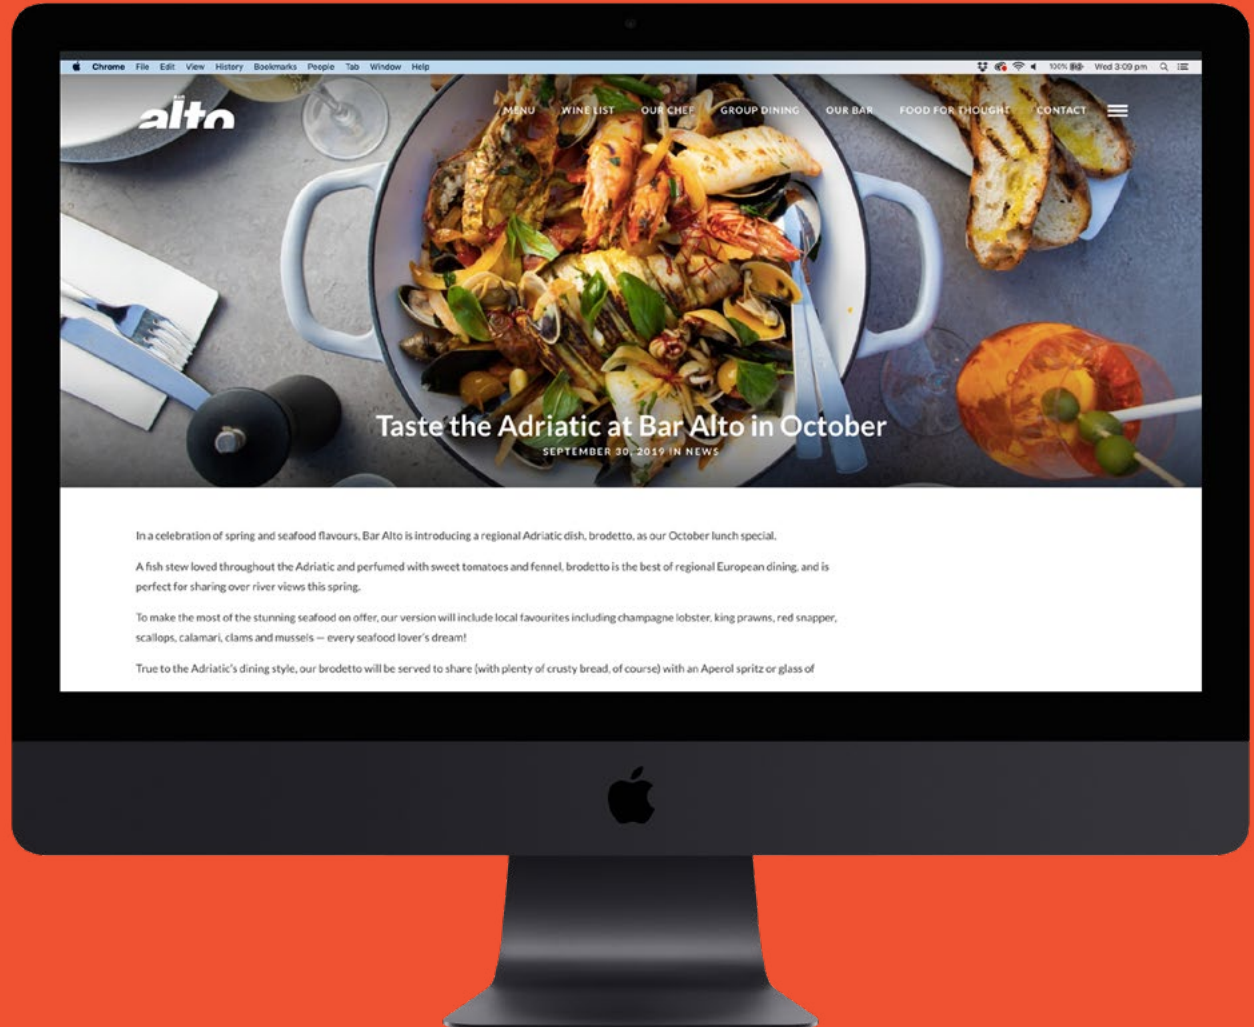 Chrome File Edit View History Bookmarks People Tab Window Help 100% Wed 3:09 pm
BAR
alto
MENU WINE LIST OUR CHEF GROUP DINING OUR BAR FOOD FOR THOUGHT CONTACT
Taste the Adriatic at Bar Alto in October
SEPTEMBER 30, 2019 IN NEWS
In a celebration of spring and seafood flavours, Bar Alto is introducing a regional Adriatic dish, brodetto, as our October lunch special.
A fish stew loved throughout the Adriatic and perfumed with sweet tomatoes and fennel, brodetto is the best of regional European dining, and is
perfect for sharing over river views this spring.
To make the most of the stunning seafood on offer, our version will include local favourites including champagne lobster, king prawns, red snapper,
scallops, calamari, clams and mussels — every seafood lover's dream!
True to the Adriatic's dining style, our brodetto will be served to share (with plenty of crusty bread, of course) with an Aperol spritz or glass of